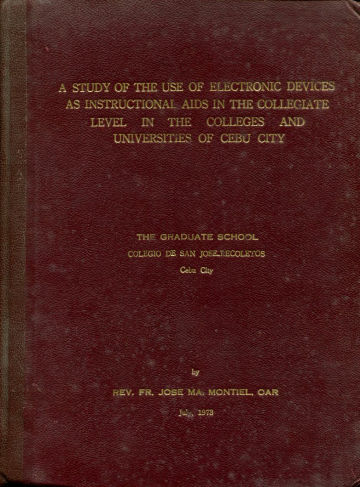 A STUDY OF THE USE OF ELECTRONIC DEVICES
AS INSTRUCTIONAL AIDS IN THE COLLEGIATE
LEVEL IN THE COLLEGES AND
UNIVERSITIES OF CEBU CITY
THE GRADUATE SCHOOL
COLEGIO DE SAN JOSE-RECOLETOS
Cebu City
by
REV. FR. JOSE MA. MONTIEL, OAR
July, 1973